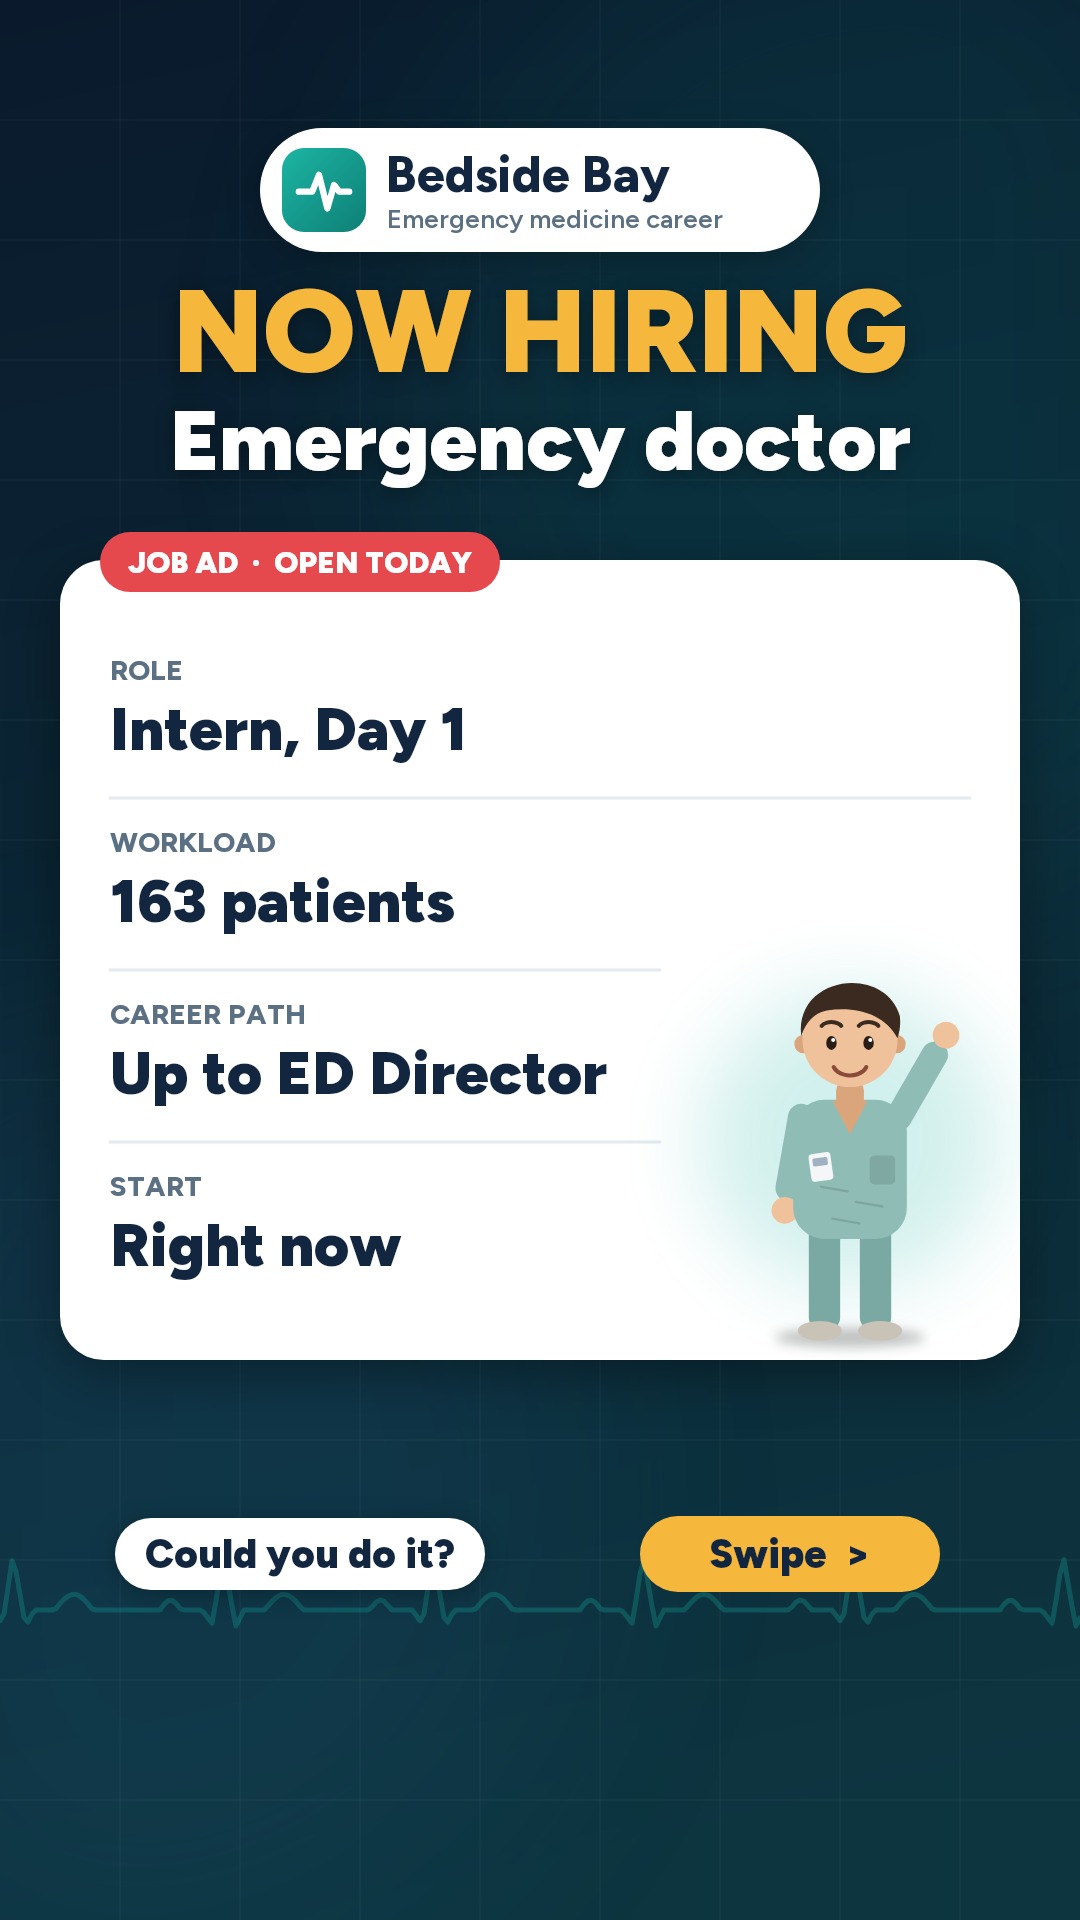 Bedside Bay
Emergency medicine career
NOW HIRING
Emergency doctor
JOB AD · OPEN TODAY
ROLE
Intern, Day 1
WORKLOAD
163 patients
CAREER PATH
Up to ED Director
START
Right now
Could you do it?
Swipe >